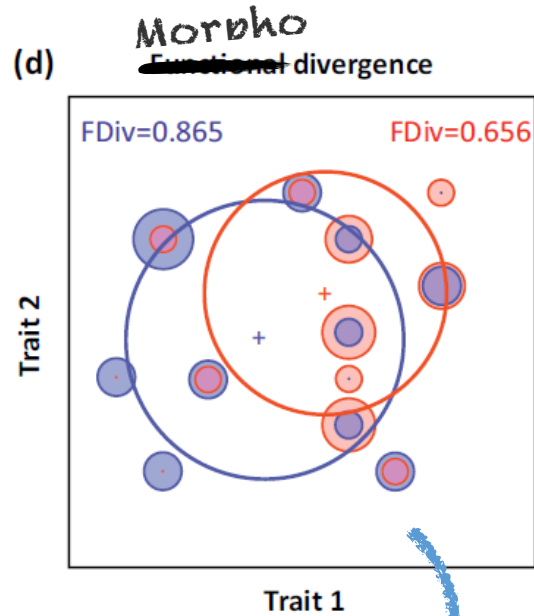 Morpho
(d) Functional divergence
FDiv=0.865 FDiv=0.656
Trait 2
Trait 1